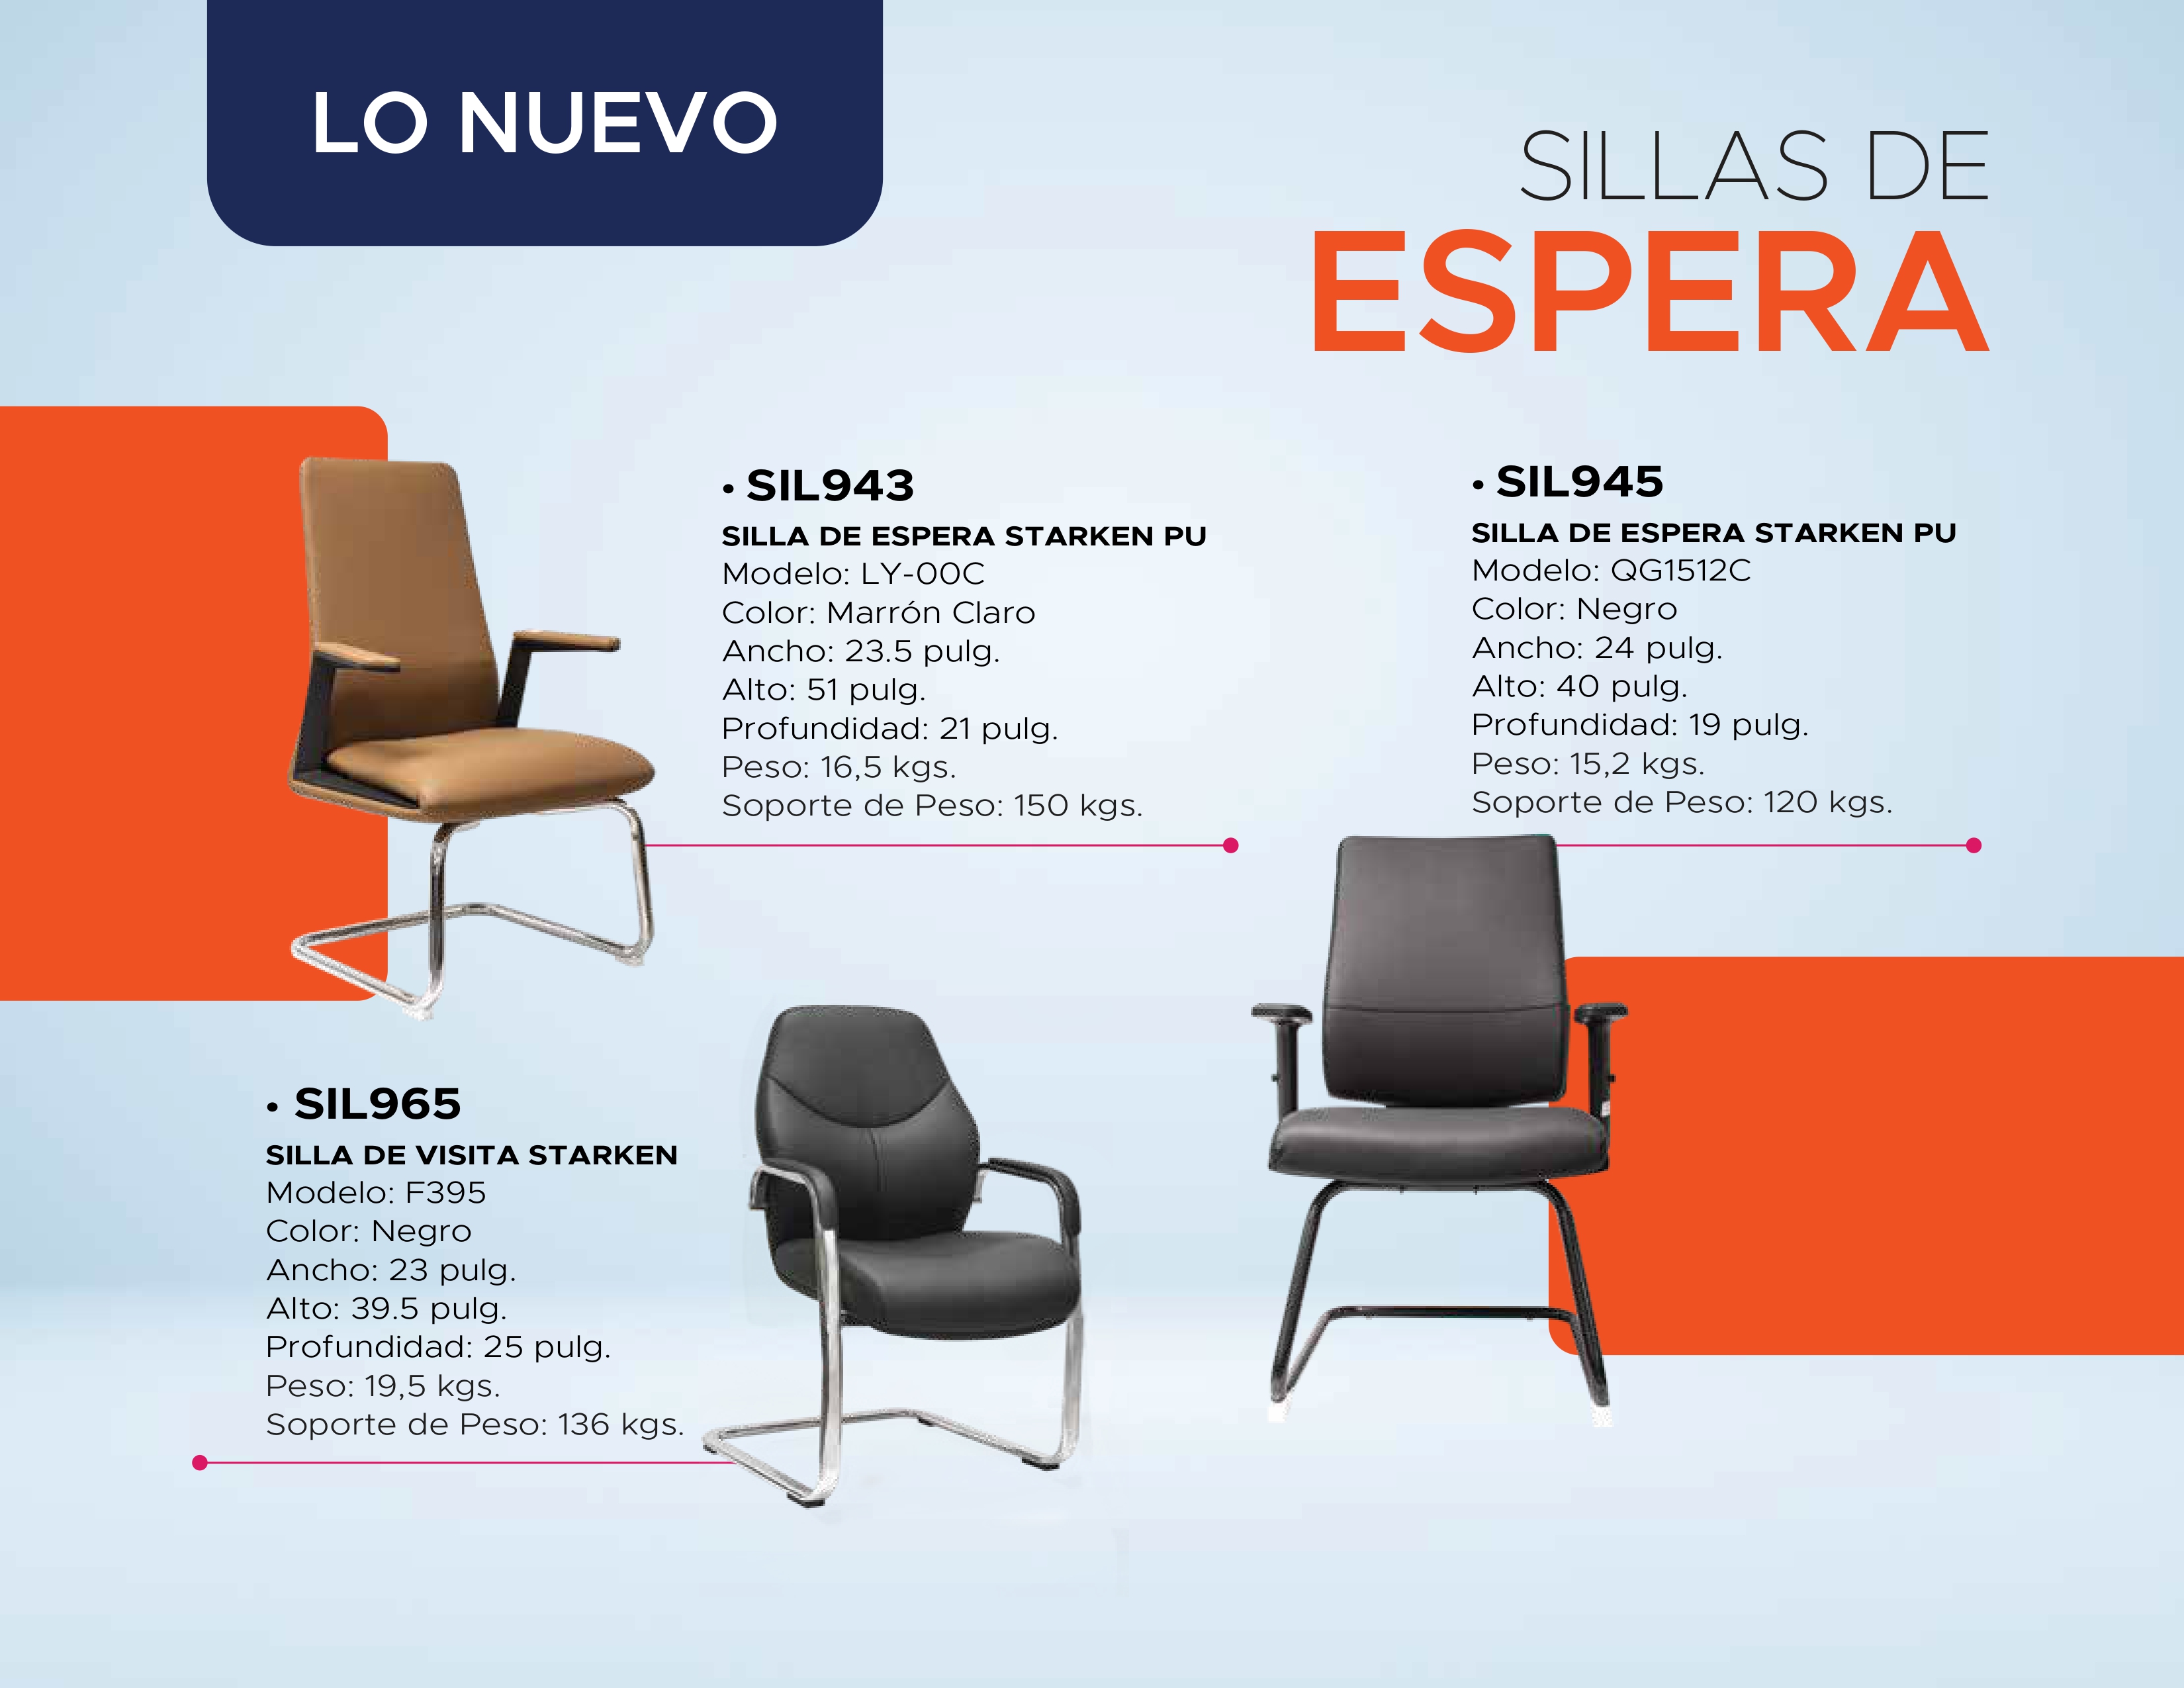 LO NUEVO
SILLAS DE
ESPERA
• SIL943
SILLA DE ESPERA STARKEN PU
Modelo: LY-00C
Color: Marrón Claro
Ancho: 23.5 pulg.
Alto: 51 pulg.
Profundidad: 21 pulg.
Peso: 16,5 kgs.
Soporte de Peso: 150 kgs.
• SIL945
SILLA DE ESPERA STARKEN PU
Modelo: QG1512C
Color: Negro
Ancho: 24 pulg.
Alto: 40 pulg.
Profundidad: 19 pulg.
Peso: 15,2 kgs.
Soporte de Peso: 120 kgs.
• SIL965
SILLA DE VISITA STARKEN
Modelo: F395
Color: Negro
Ancho: 23 pulg.
Alto: 39.5 pulg.
Profundidad: 25 pulg.
Peso: 19,5 kgs.
Soporte de Peso: 136 kgs.